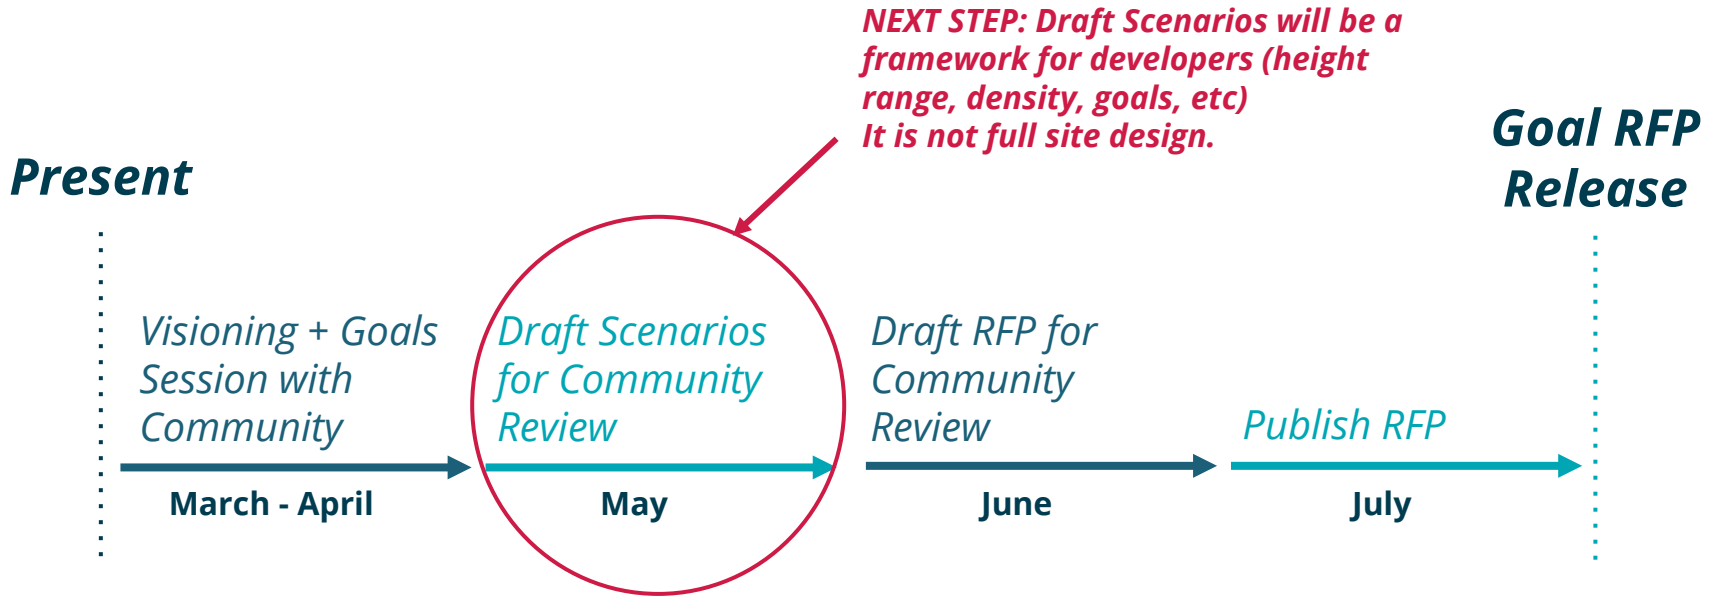 NEXT STEP: Draft Scenarios will be a
framework for developers (height
range, density, goals, etc)
It is not full site design.
Present
Goal RFP
Release
Visioning + Goals
Session with
Community
March - April
Draft Scenarios
for Community
Review
May
Draft RFP for
Community
Review
June
Publish RFP
July